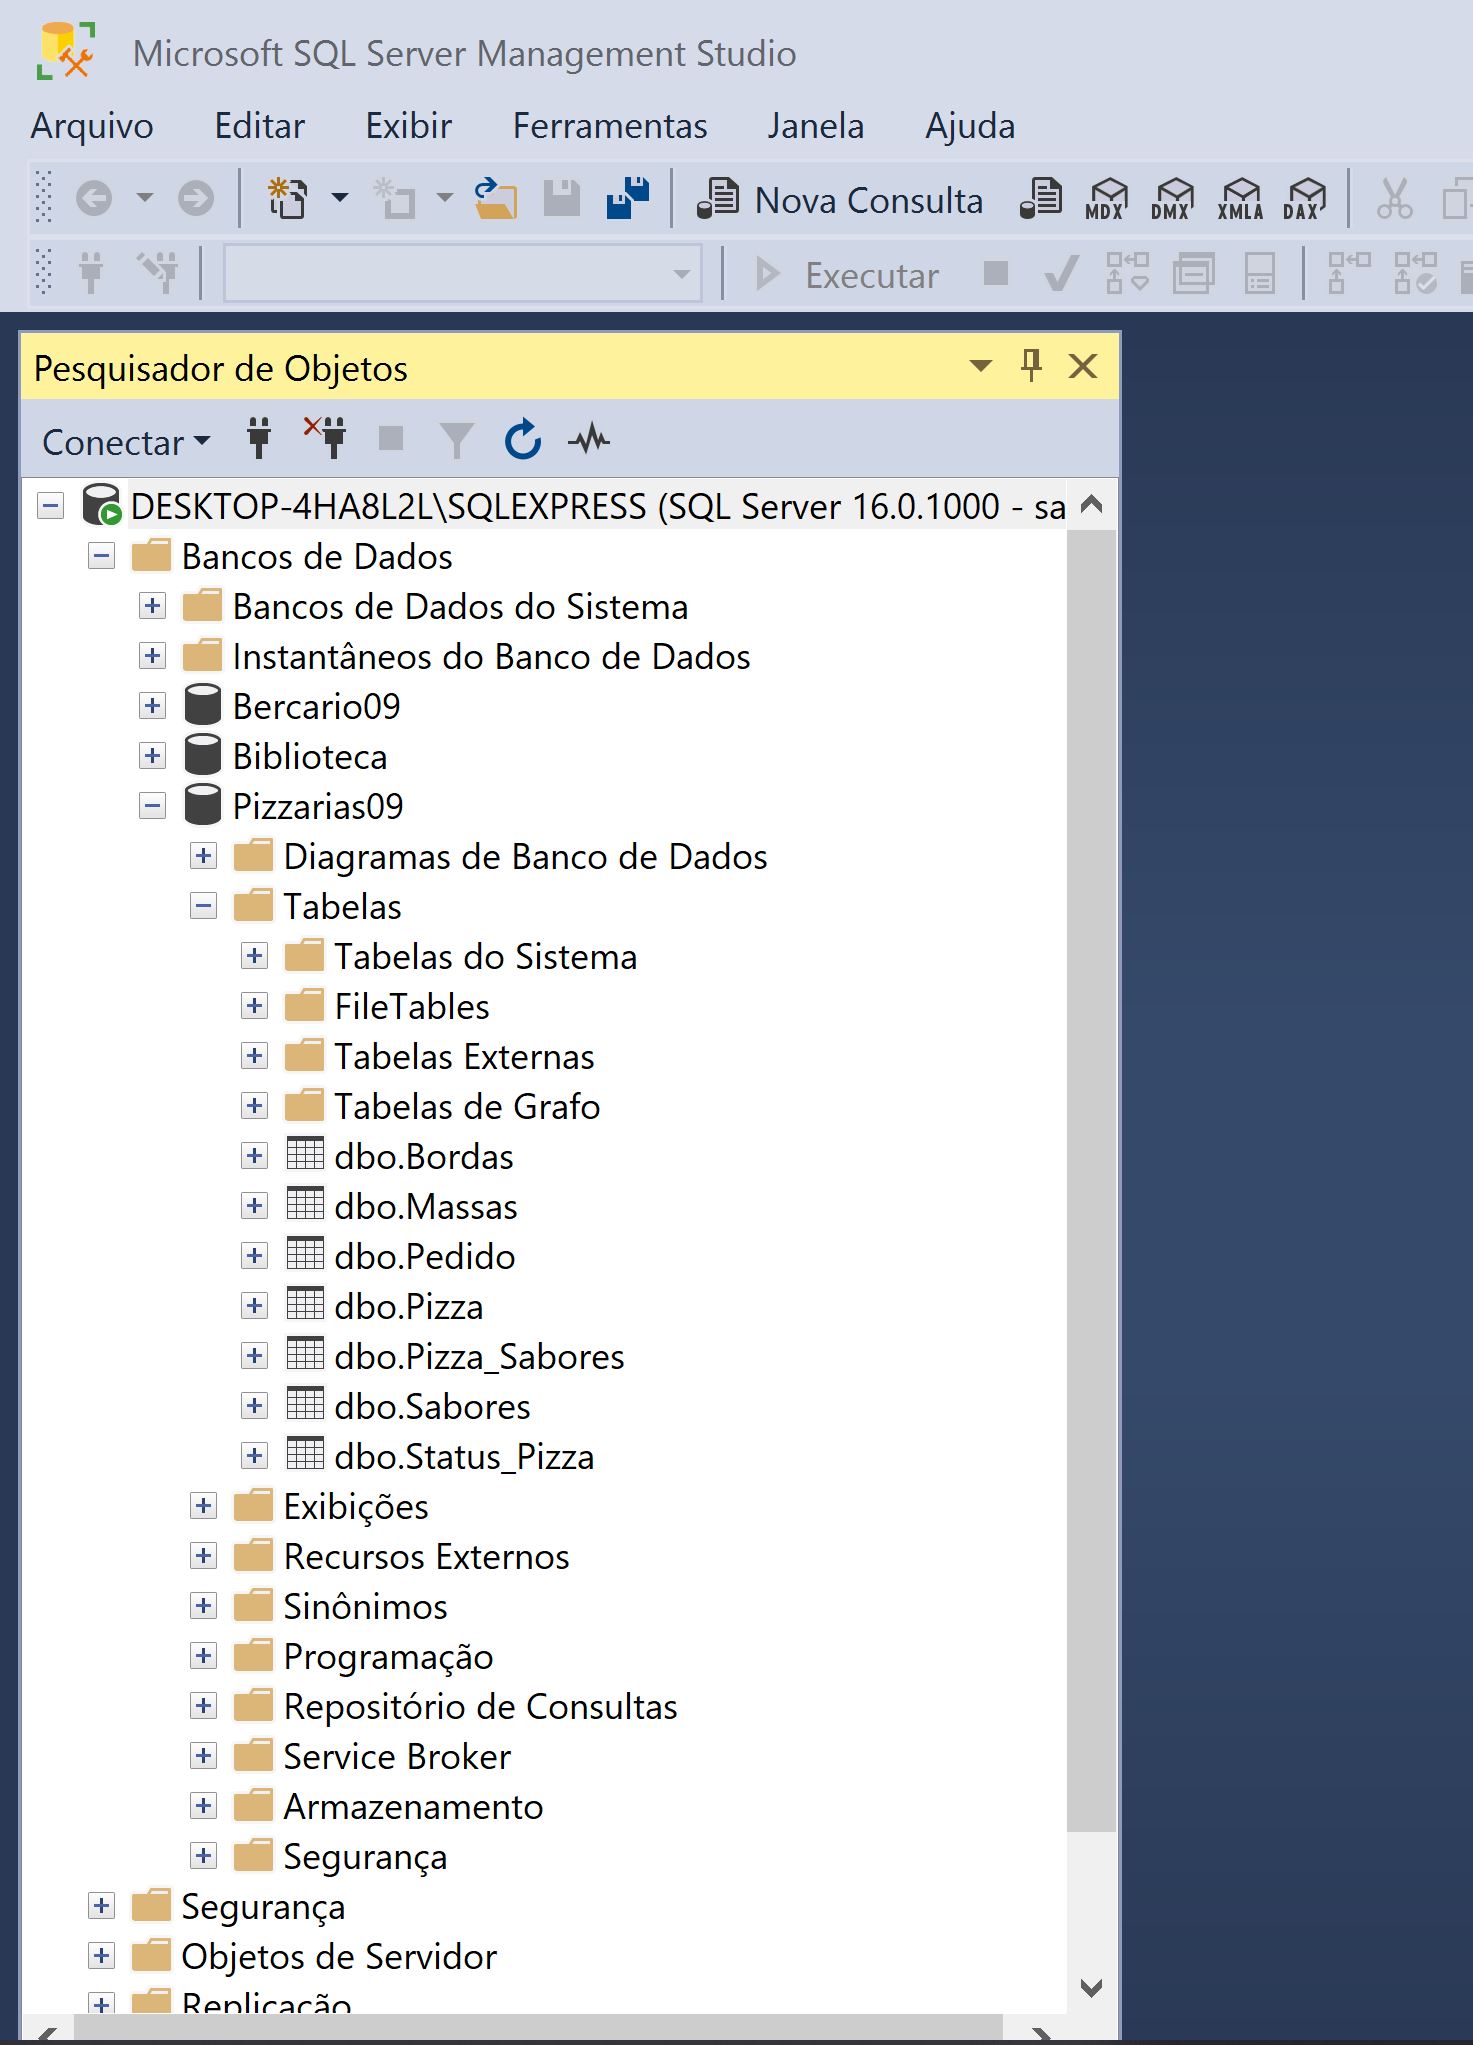 Microsoft SQL Server Management Studio
Arquivo Editar Exibir Ferramentas Janela Ajuda
Nova Consulta MDX DMX XMLA DAX
Executar
Pesquisador de Objetos
Conectar
DESKTOP-4HA8L2L\SQLEXPRESS (SQL Server 16.0.1000 - sa
Bancos de Dados
Bancos de Dados do Sistema
Instantâneos do Banco de Dados
Bercario09
Biblioteca
Pizzarias09
Diagramas de Banco de Dados
Tabelas
Tabelas do Sistema
FileTables
Tabelas Externas
Tabelas de Grafo
dbo.Bordas
dbo.Massas
dbo.Pedido
dbo.Pizza
dbo.Pizza_Sabores
dbo.Sabores
dbo.Status_Pizza
Exibições
Recursos Externos
Sinônimos
Programação
Repositório de Consultas
Service Broker
Armazenamento
Segurança
Segurança
Objetos de Servidor
Replicação